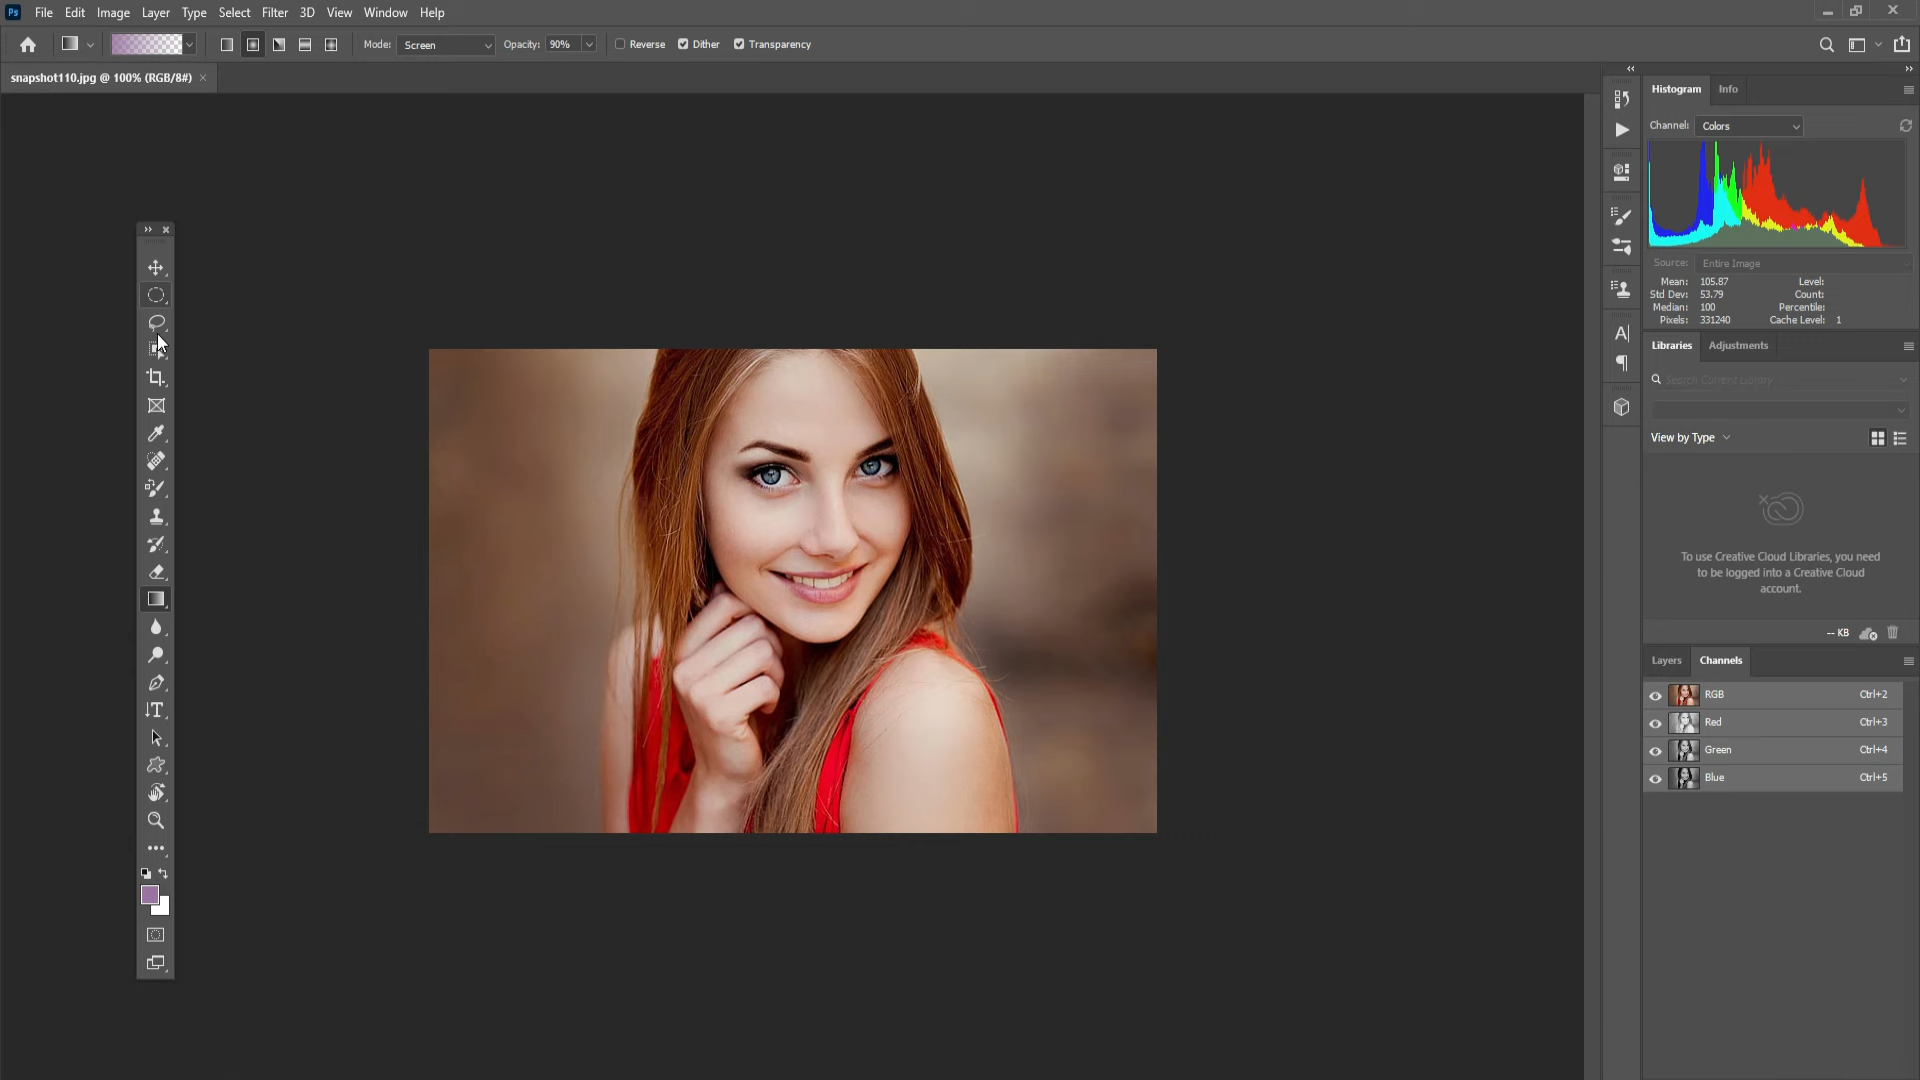 Ps File Edit Image Layer Type Select Filter 3D View Window Help
Mode: Screen Opacity: 90% Reverse Dither Transparency
snapshot110.jpg @ 100% (RGB/8#)
Histogram Info
Channel: Colors
Source: Entire Image
Mean: 105.87 Level:
Std Dev: 53.79 Count:
Median: 100 Percentile:
Pixels: 331240 Cache Level: 1
Libraries Adjustments
Search Current Library
View by Type
To use Creative Cloud Libraries, you need
to be logged into a Creative Cloud
account.
-- KB
Layers Channels
RGB Ctrl+2
Red Ctrl+3
Green Ctrl+4
Blue Ctrl+5